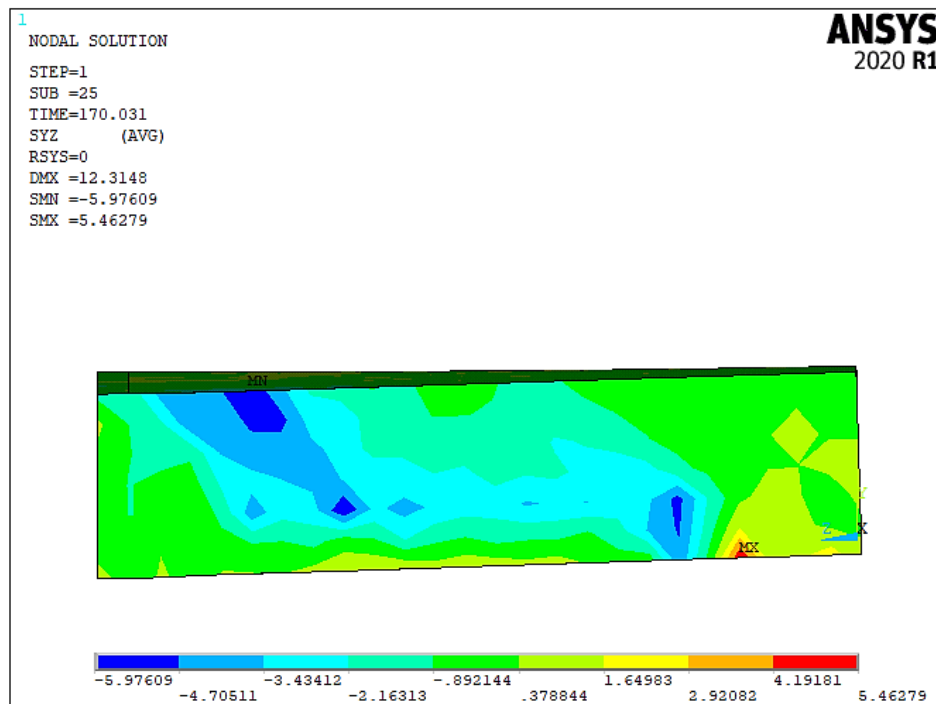 1
ANSYS
2020 R1
NODAL SOLUTION
STEP=1
SUB =25
TIME=170.031
SYZ (AVG)
RSYS=0
DMX =12.3148
SMN =-5.97609
SMX =5.46279
MN
MX
Y
Z
X
-5.97609 -3.43412 -.892144 1.64983 4.19181
-4.70511 -2.16313 .378844 2.92082 5.46279